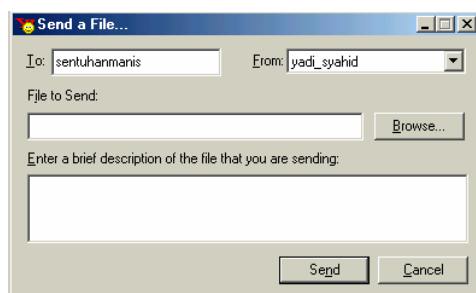 Send a File...
To: sentuhanmanis From: yadi_syahid
File to Send:
Browse...
Enter a brief description of the file that you are sending:
Send Cancel